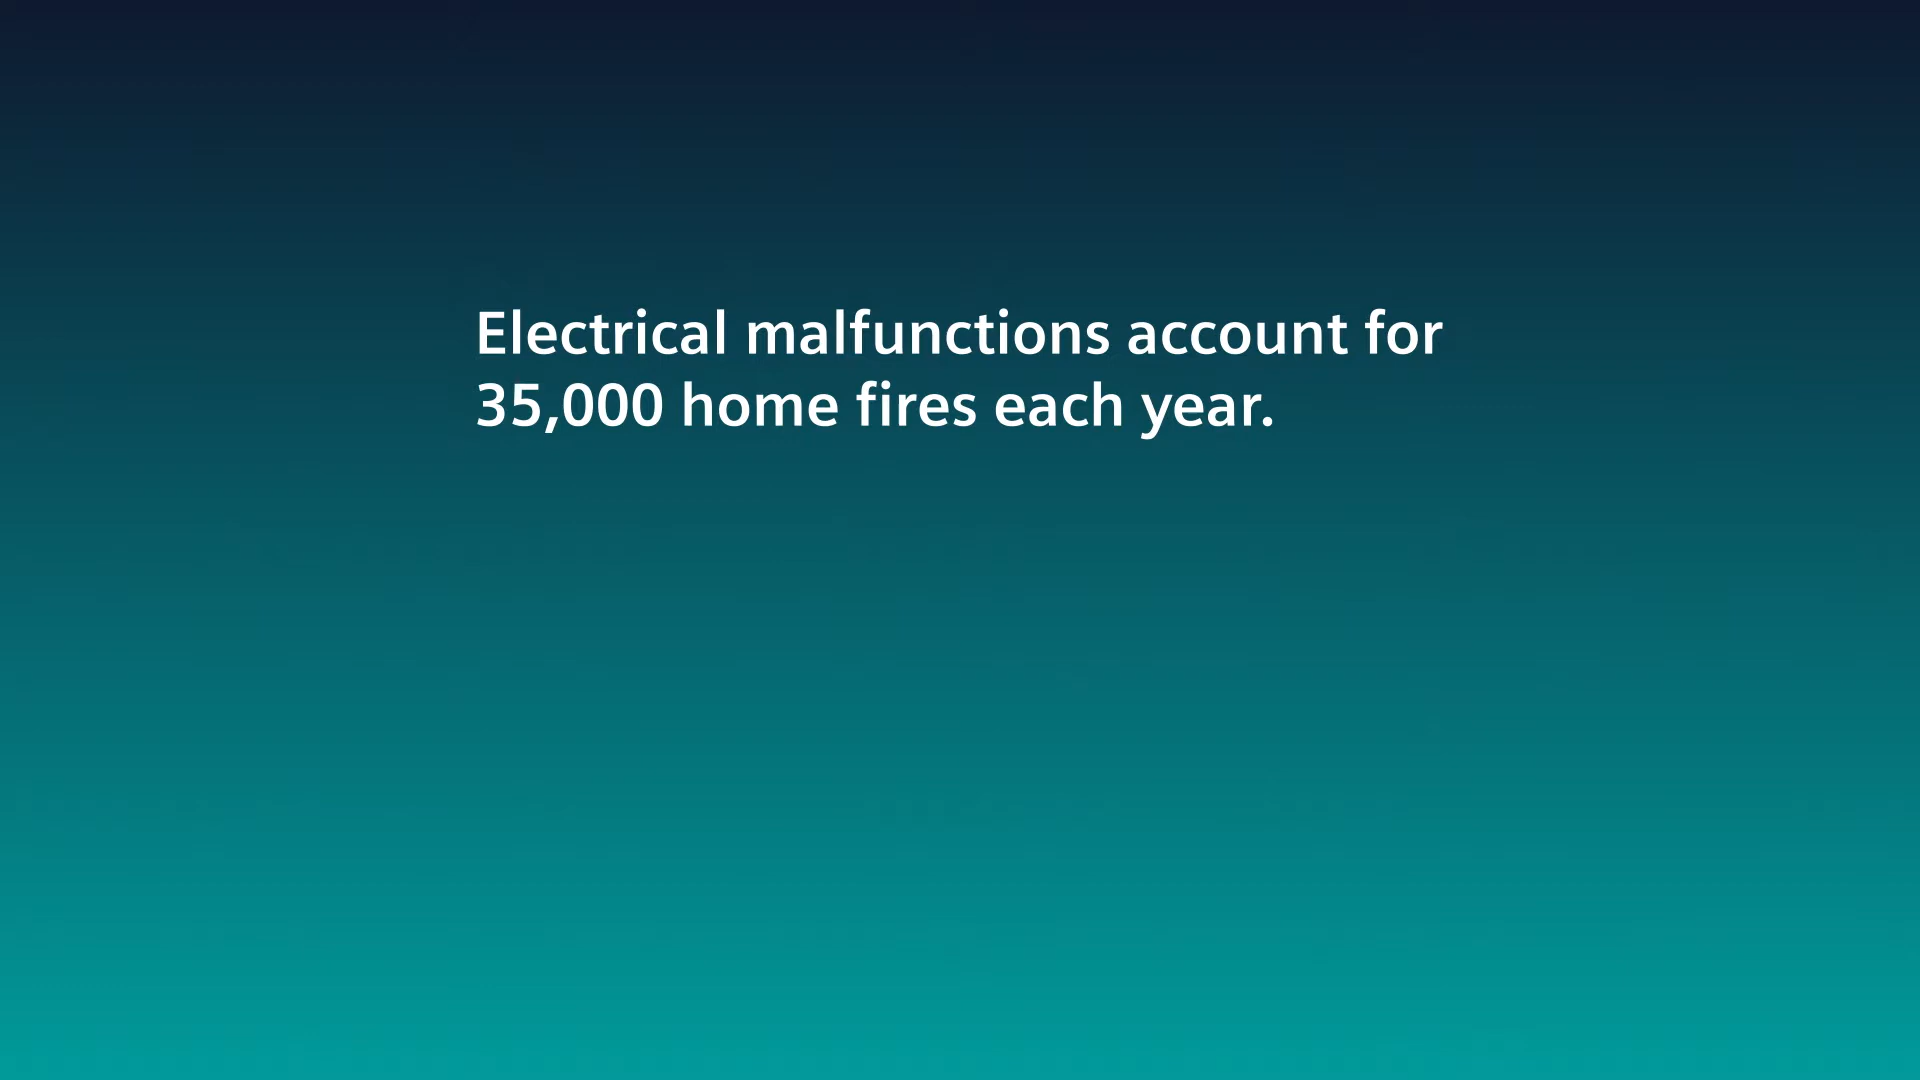 Electrical malfunctions account for
35,000 home fires each year.